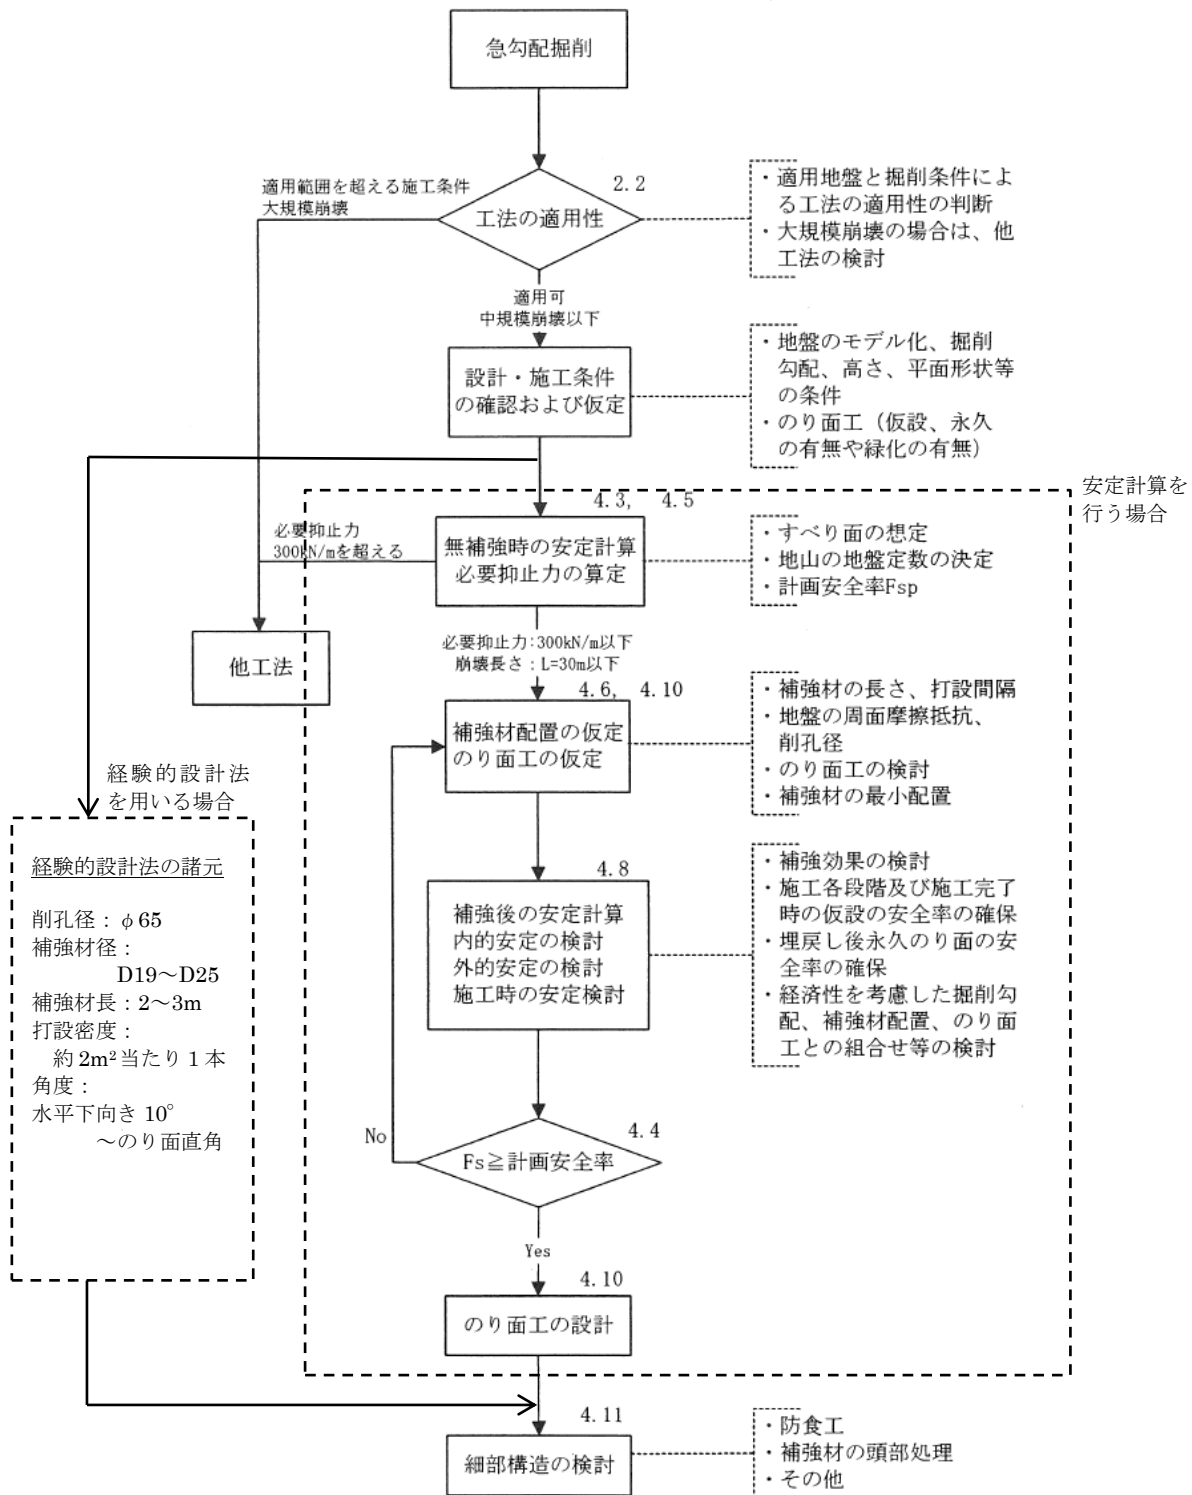 急勾配掘削
適用範囲を超える施工条件
大規模崩壊
2.2
工法の適用性
・適用地盤と掘削条件によ
る工法の適用性の判断
・大規模崩壊の場合は、他
工法の検討
適用可
中規模崩壊以下
設計・施工条件
の確認および仮定
・地盤のモデル化、掘削
勾配、高さ、平面形状等
の条件
・のり面工（仮設、永久
の有無や緑化の有無）
安定計算を
行う場合
4.3, 4.5
必要抑止力
300kN/mを超える
無補強時の安定計算
必要抑止力の算定
・すべり面の想定
・地山の地盤定数の決定
・計画安全率Fsp
他工法
必要抑止力:300kN/m以下
崩壊長さ：L=30m以下
4.6, 4.10
補強材配置の仮定
のり面工の仮定
・補強材の長さ、打設間隔
・地盤の周面摩擦抵抗、
削孔径
・のり面工の検討
・補強材の最小配置
経験的設計法
を用いる場合
経験的設計法の諸元
削孔径：φ65
補強材径：
D19～D25
補強材長：2～3m
打設密度：
約2m²当たり1本
角度：
水平下向き10°
～のり面直角
4.8
補強後の安定計算
内的安定の検討
外的安定の検討
施工時の安定検討
・補強効果の検討
・施工各段階及び施工完了
時の仮設の安全率の確保
・埋戻し後永久のり面の安
全率の確保
・経済性を考慮した掘削勾
配、補強材配置、のり面
工との組合せ等の検討
No
4.4
Fs≧計画安全率
Yes
4.10
のり面工の設計
4.11
細部構造の検討
・防食工
・補強材の頭部処理
・その他